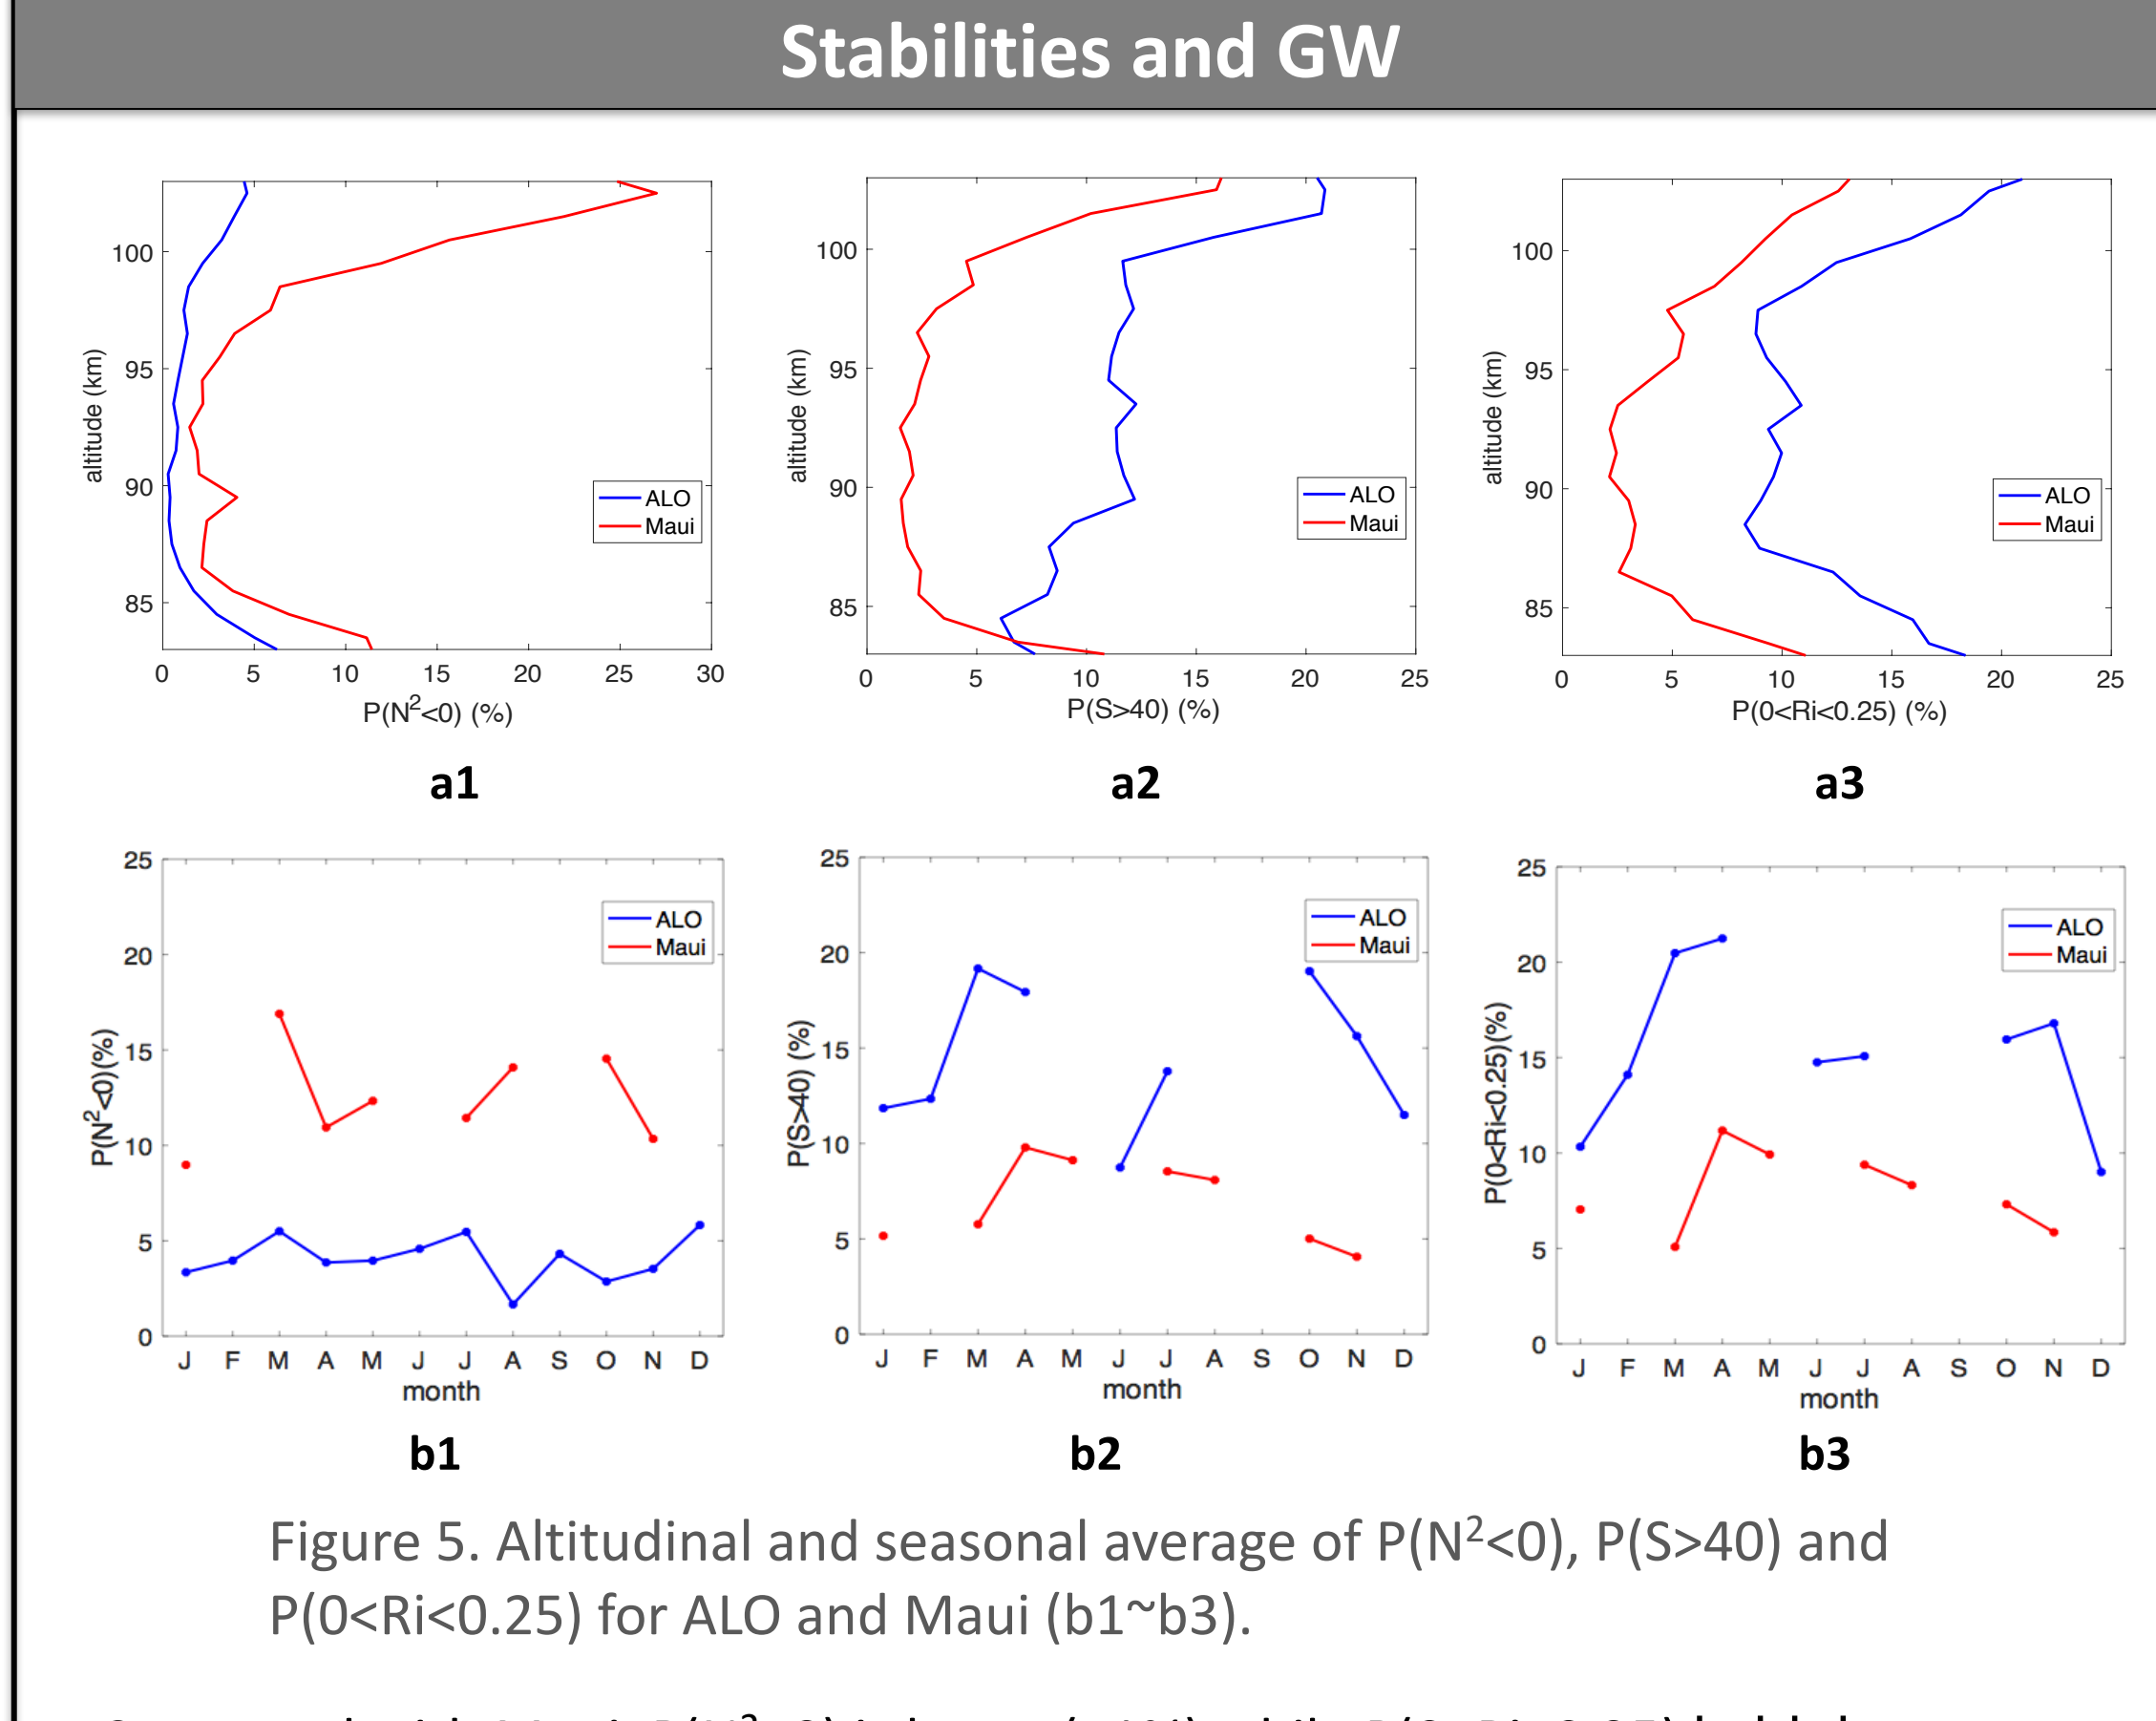 Stabilities and GW
100
95
90
85
altitude (km)
0 5 10 15 20 25 30
P(N²<0) (%)
ALO
Maui
a1
100
95
90
85
altitude (km)
0 5 10 15 20 25
P(S>40) (%)
ALO
Maui
a2
100
95
90
85
altitude (km)
0 5 10 15 20 25
P(0<Ri<0.25) (%)
ALO
Maui
a3
25
20
15
10
5
0
P(N²<0)(%)
J F M A M J J A S O N D
month
ALO
Maui
b1
25
20
15
10
5
0
P(S>40) (%)
J F M A M J J A S O N D
month
ALO
Maui
b2
25
20
15
10
5
0
P(0<Ri<0.25)(%)
J F M A M J J A S O N D
month
ALO
Maui
b3
Figure 5. Altitudinal and seasonal average of P(N²<0), P(S>40) and
P(0<Ri<0.25) for ALO and Maui (b1~b3).